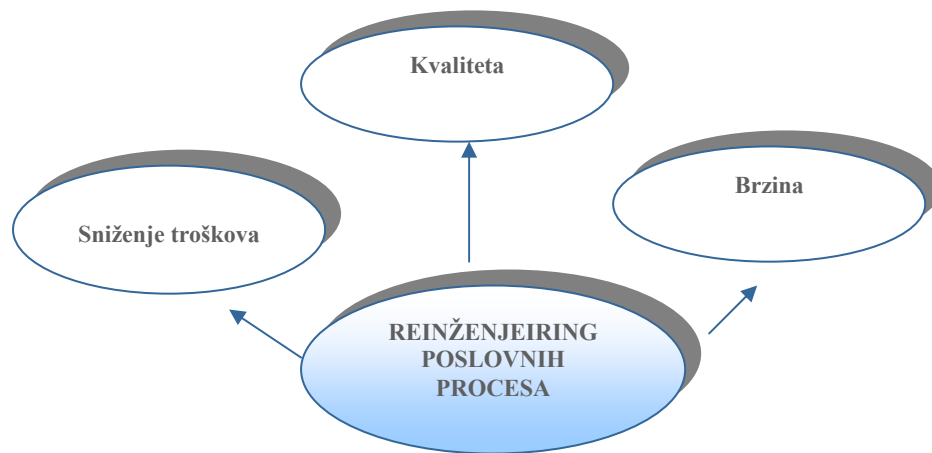 Kvaliteta
Brzina
Sniženje troškova
REINŽENJEIRING
POSLOVNIH
PROCESA